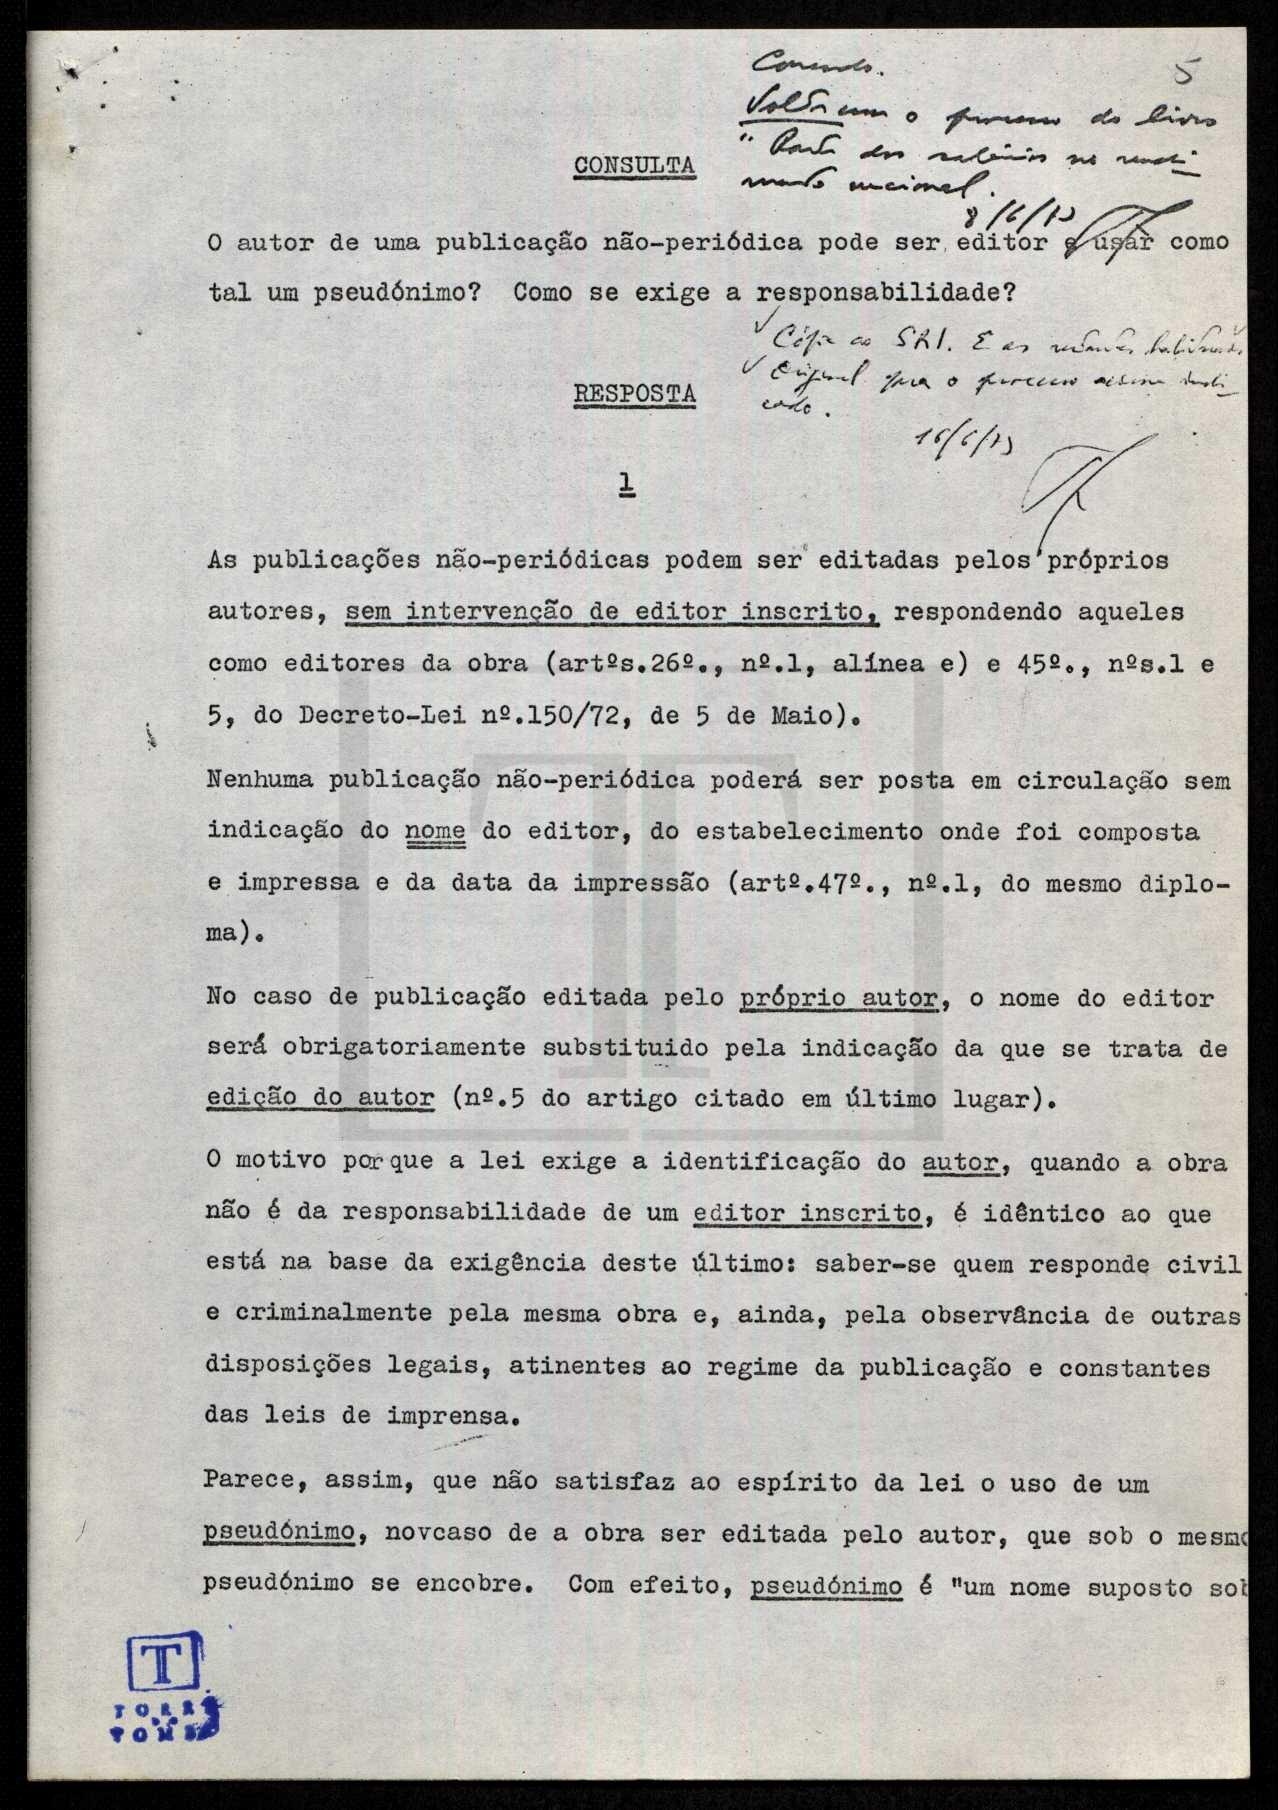 5
Concordo.
Volta com o processo do livro
"Parte dos salários no rendi-
mento nacional.
8/6/73
CONSULTA
O autor de uma publicação não-periódica pode ser editor e usar como
tal um pseudónimo? Como se exige a responsabilidade?
Cópia ao SRI. E as
Original para o processo acima indi-
cado.
16/6/73
RESPOSTA
1
As publicações não-periódicas podem ser editadas pelos próprios
autores, sem intervenção de editor inscrito, respondendo aqueles
como editores da obra (artºs.26º., nº.1, alínea e) e 45º., nºs.1 e
5, do Decreto-Lei nº.150/72, de 5 de Maio).
Nenhuma publicação não-periódica poderá ser posta em circulação sem
indicação do nome do editor, do estabelecimento onde foi composta
e impressa e da data da impressão (artº.47º., nº.1, do mesmo diplo-
ma).
No caso de publicação editada pelo próprio autor, o nome do editor
será obrigatoriamente substituido pela indicação da que se trata de
edição do autor (nº.5 do artigo citado em último lugar).
O motivo porque a lei exige a identificação do autor, quando a obra
não é da responsabilidade de um editor inscrito, é idêntico ao que
está na base da exigência deste último: saber-se quem responde civil
e criminalmente pela mesma obra e, ainda, pela observância de outras
disposições legais, atinentes ao regime da publicação e constantes
das leis de imprensa.
Parece, assim, que não satisfaz ao espírito da lei o uso de um
pseudónimo, novcaso de a obra ser editada pelo autor, que sob o mesmo
pseudónimo se encobre. Com efeito, pseudónimo é "um nome suposto sob
T
TORRE
DO
TOMBO